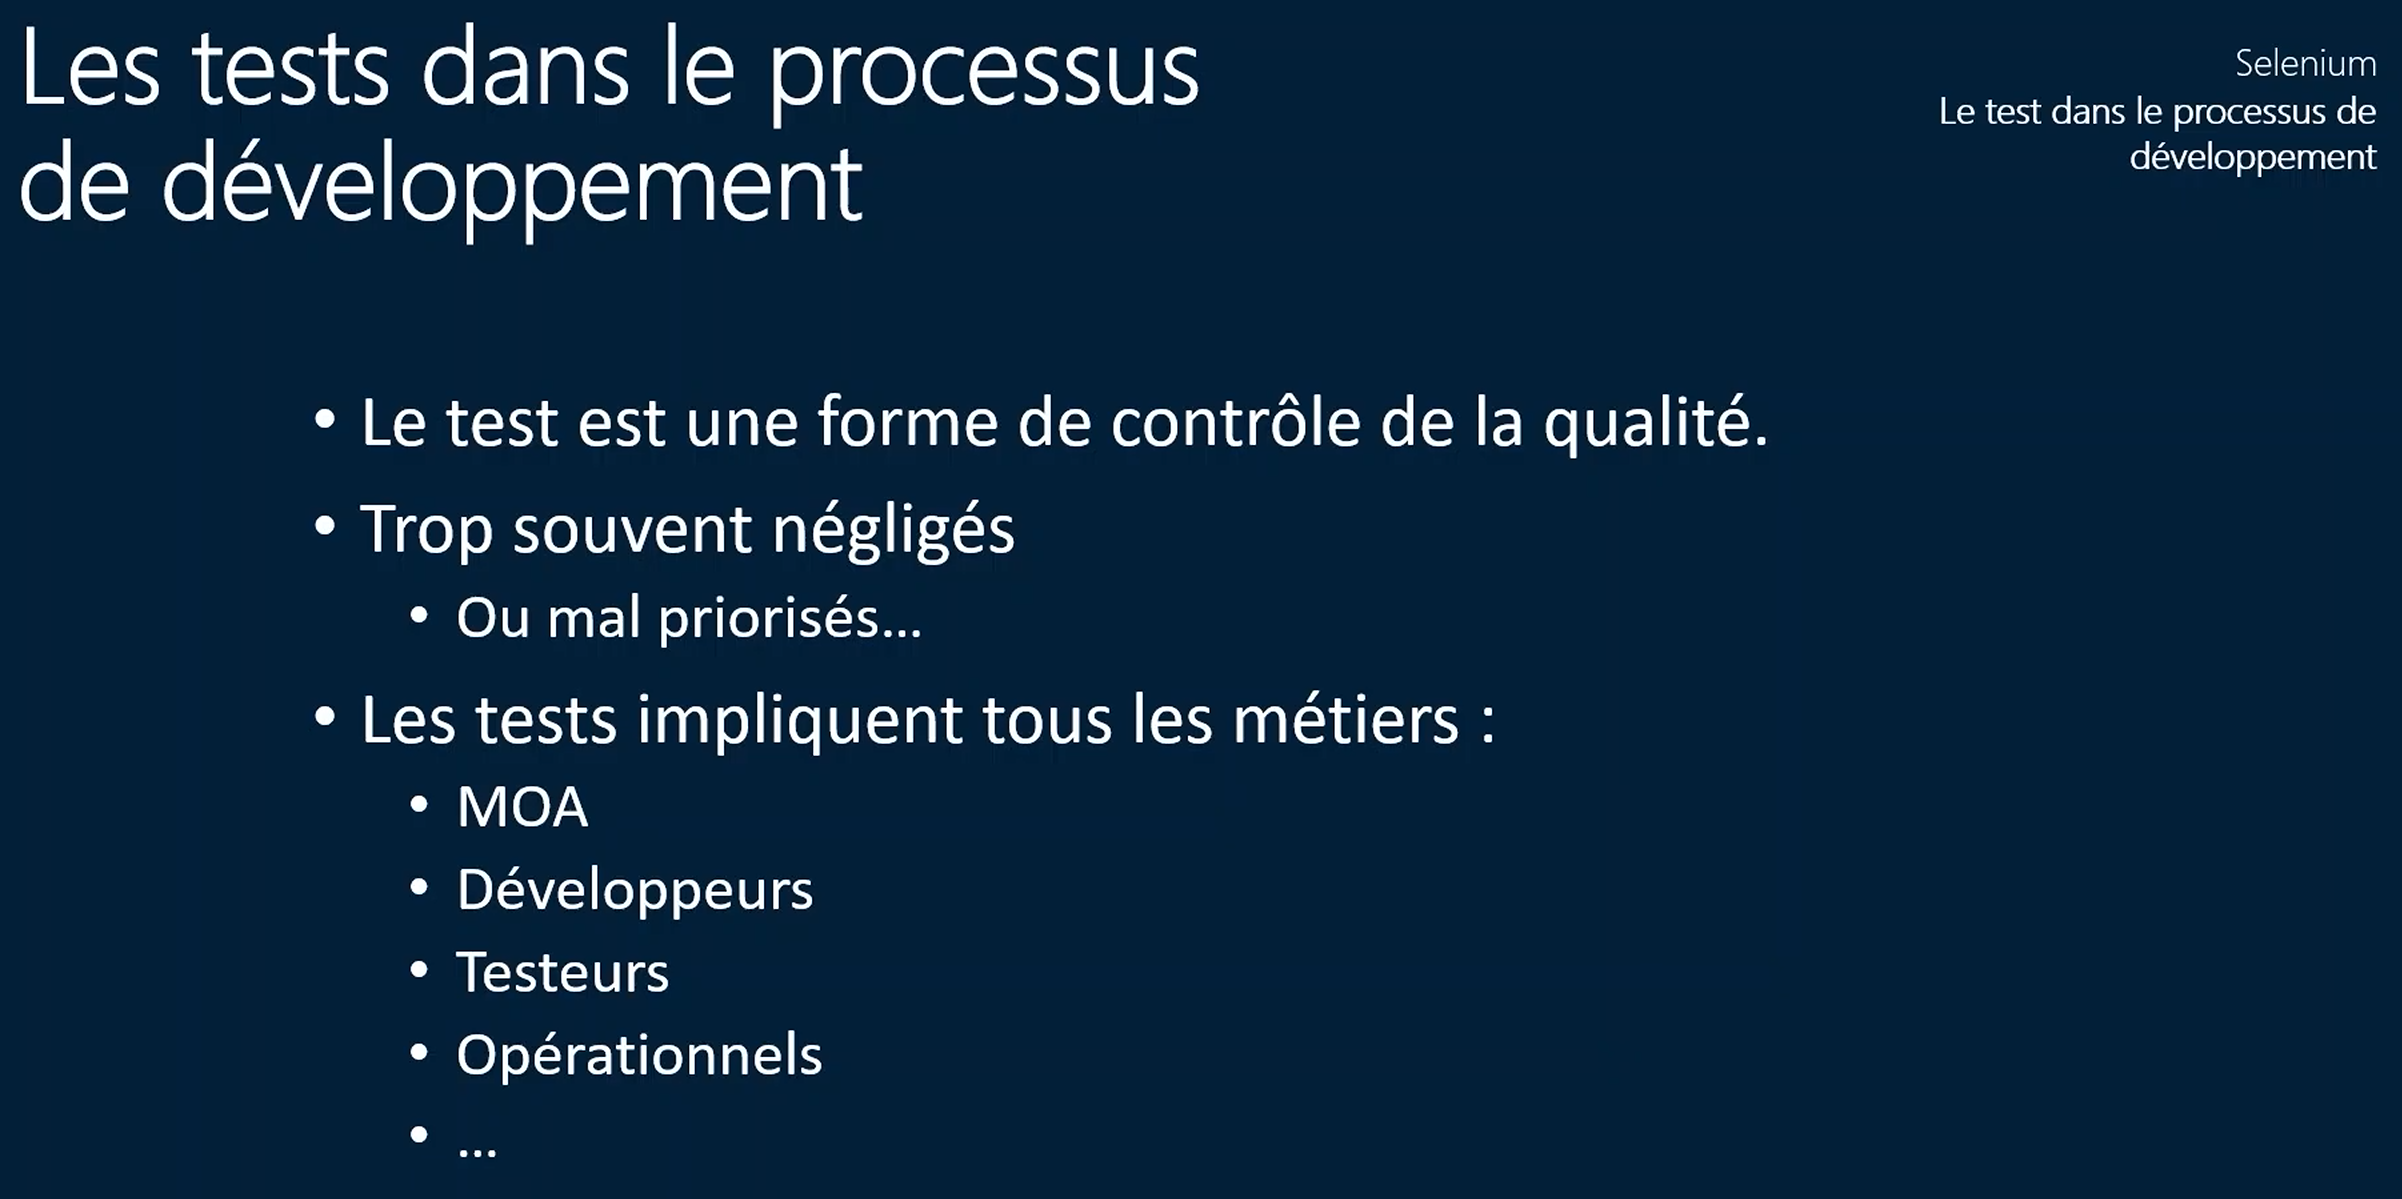 Les tests dans le processus
de développement
Selenium
Le test dans le processus de
développement
• Le test est une forme de contrôle de la qualité.
• Trop souvent négligés
• Ou mal priorisés...
• Les tests impliquent tous les métiers :
• MOA
• Développeurs
• Testeurs
• Opérationnels
• ...